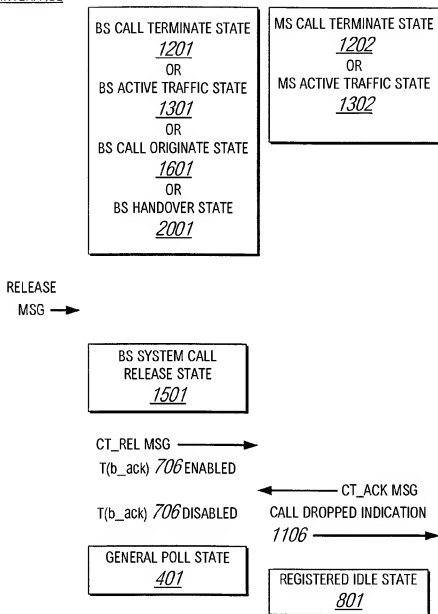 BS CALL TERMINATE STATE
1201
OR
BS ACTIVE TRAFFIC STATE
1301
OR
BS CALL ORIGINATE STATE
1601
OR
BS HANDOVER STATE
2001
MS CALL TERMINATE STATE
1202
OR
MS ACTIVE TRAFFIC STATE
1302
RELEASE
MSG
BS SYSTEM CALL
RELEASE STATE
1501
CT_REL MSG
T(b_ack) 706 ENABLED
CT_ACK MSG
T(b_ack) 706 DISABLED
CALL DROPPED INDICATION
1106
GENERAL POLL STATE
401
REGISTERED IDLE STATE
801